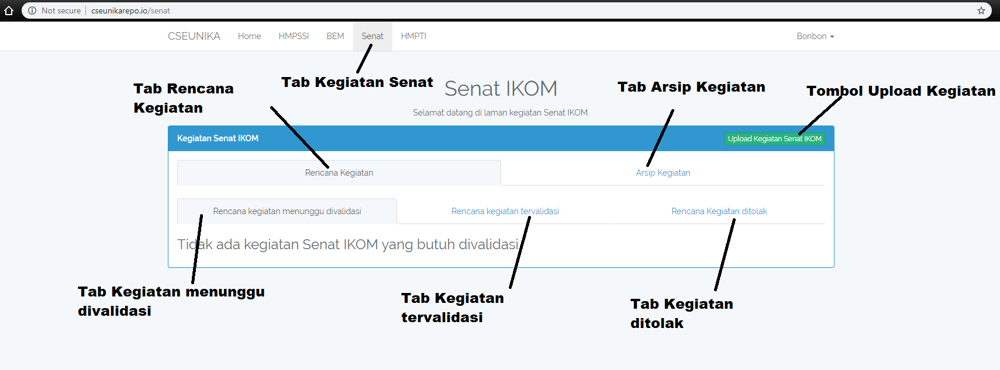 Not secure | cseunikarepo.io/senat
CSEUNIKA Home HMPSSI BEM Senat HMPTI Bonbon
Tab Rencana
Kegiatan
Tab Kegiatan Senat
Senat IKOM
Tab Arsip Kegiatan
Tombol Upload Kegiatan
Selamat datang di laman kegiatan Senat IKOM.
Kegiatan Senat IKOM
Upload Kegiatan Senat IKOM
Rencana Kegiatan
Arsip Kegiatan
Rencana kegiatan menunggu divalidasi
Rencana kegiatan tervalidasi
Rencana Kegiatan ditolak
Tidak ada kegiatan Senat IKOM yang butuh divalidasi
Tab Kegiatan menunggu
divalidasi
Tab Kegiatan
tervalidasi
Tab Kegiatan
ditolak